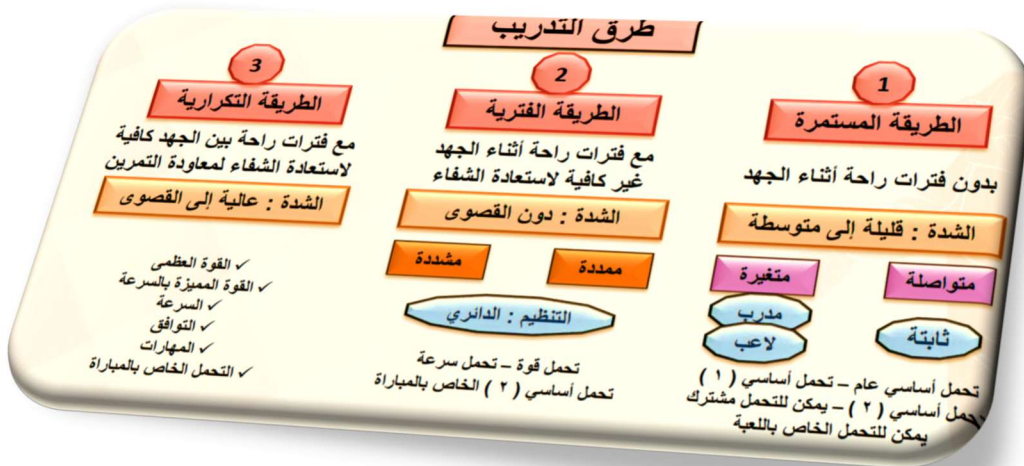 طرق التدريب
1
الطريقة المستمرة
بدون فترات راحة أثناء الجهد
الشدة : قليلة إلى متوسطة
متواصلة
متغيرة
ثابتة
مدرب
لاعب
تحمل أساسي عام – تحمل أساسي ( ١ )
تحمل أساسي ( ٢ ) – يمكن للتحمل مشترك
يمكن للتحمل الخاص باللعبة
2
الطريقة الفترية
مع فترات راحة أثناء الجهد
غير كافية لاستعادة الشفاء
الشدة : دون القصوى
ممددة
مشددة
التنظيم : الدائري
تحمل قوة – تحمل سرعة
تحمل أساسي ( ٢ ) الخاص بالمباراة
3
الطريقة التكرارية
مع فترات راحة بين الجهد كافية
لاستعادة الشفاء لمعاودة التمرين
الشدة : عالية إلى القصوى
✓ القوة العظمى
✓ القوة المميزة بالسرعة
✓ السرعة
✓ التوافق
✓ المهارات
✓ التحمل الخاص بالمباراة